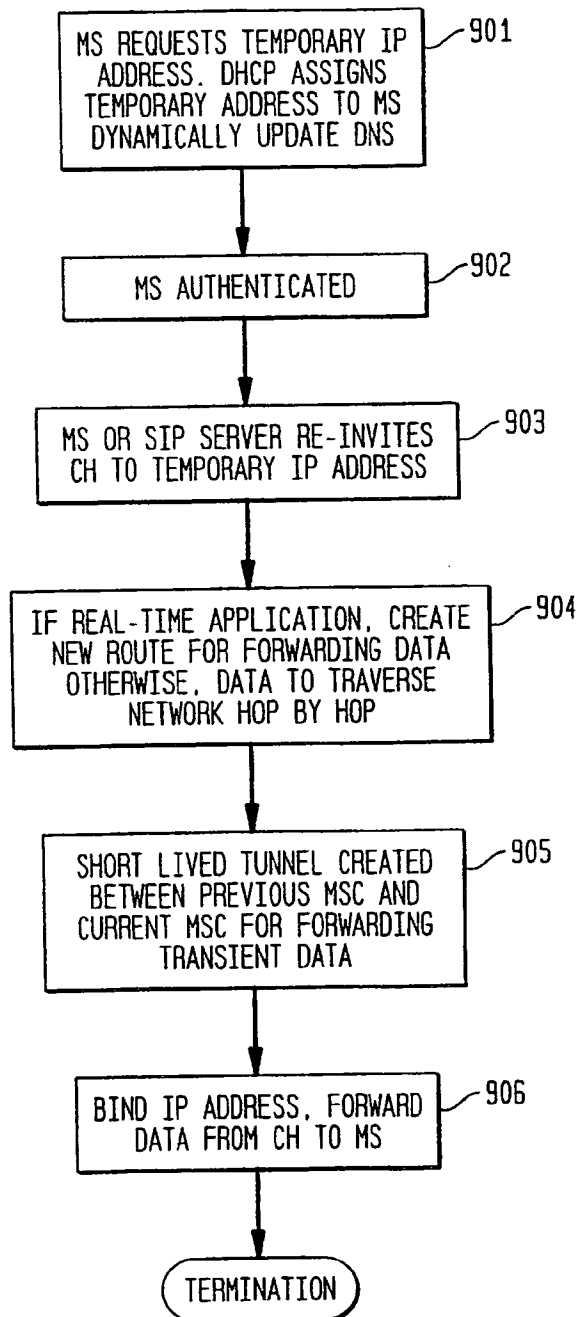 MS REQUESTS TEMPORARY IP
ADDRESS. DHCP ASSIGNS
TEMPORARY ADDRESS TO MS
DYNAMICALLY UPDATE DNS
901
MS AUTHENTICATED
902
MS OR SIP SERVER RE-INVITES
CH TO TEMPORARY IP ADDRESS
903
IF REAL-TIME APPLICATION, CREATE
NEW ROUTE FOR FORWARDING DATA
OTHERWISE, DATA TO TRAVERSE
NETWORK HOP BY HOP
904
SHORT LIVED TUNNEL CREATED
BETWEEN PREVIOUS MSC AND
CURRENT MSC FOR FORWARDING
TRANSIENT DATA
905
BIND IP ADDRESS, FORWARD
DATA FROM CH TO MS
906
TERMINATION